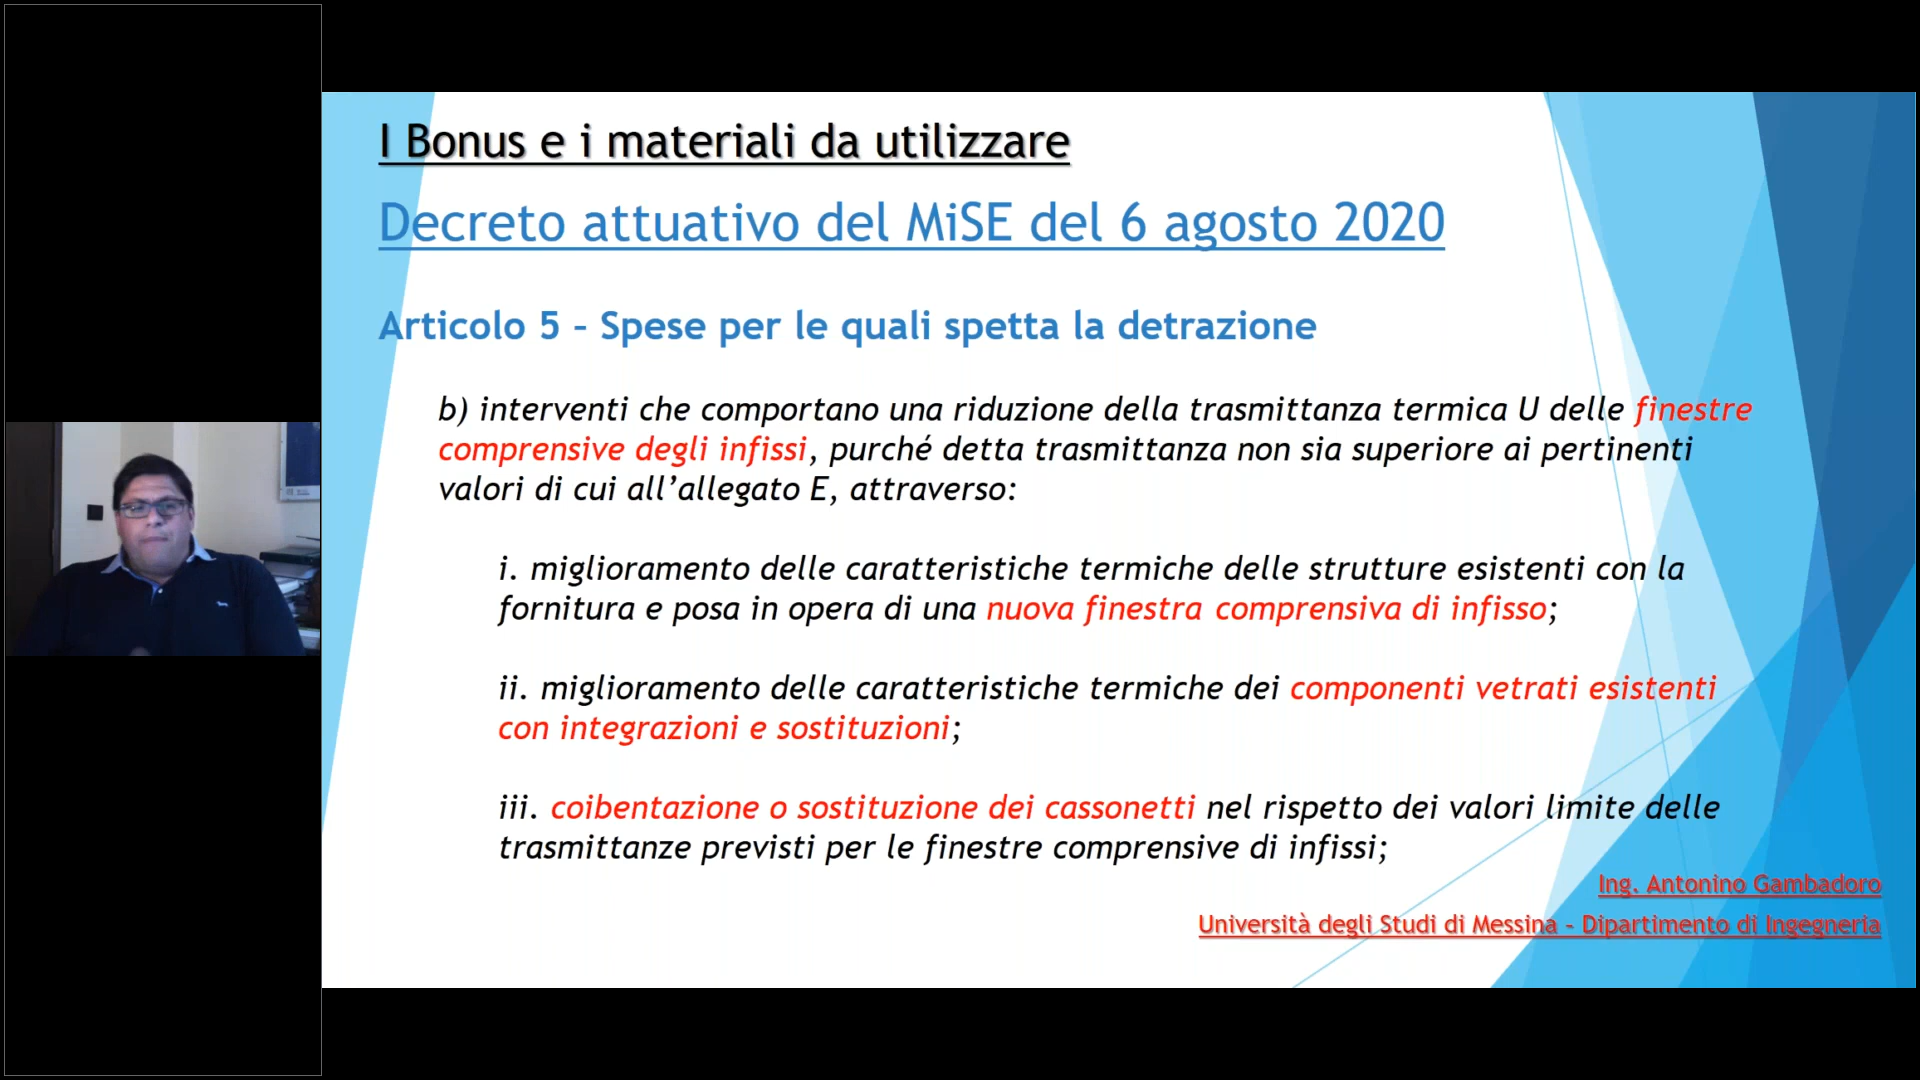 I Bonus e i materiali da utilizzare
Decreto attuativo del MiSE del 6 agosto 2020
Articolo 5 – Spese per le quali spetta la detrazione
b) interventi che comportano una riduzione della trasmittanza termica U delle finestre
comprensive degli infissi, purché detta trasmittanza non sia superiore ai pertinenti
valori di cui all’allegato E, attraverso:
i. miglioramento delle caratteristiche termiche delle strutture esistenti con la
fornitura e posa in opera di una nuova finestra comprensiva di infisso;
ii. miglioramento delle caratteristiche termiche dei componenti vetrati esistenti
con integrazioni e sostituzioni;
iii. coibentazione o sostituzione dei cassonetti nel rispetto dei valori limite delle
trasmittanze previsti per le finestre comprensive di infissi;
Ing. Antonino Gambadoro
Università degli Studi di Messina – Dipartimento di Ingegneria